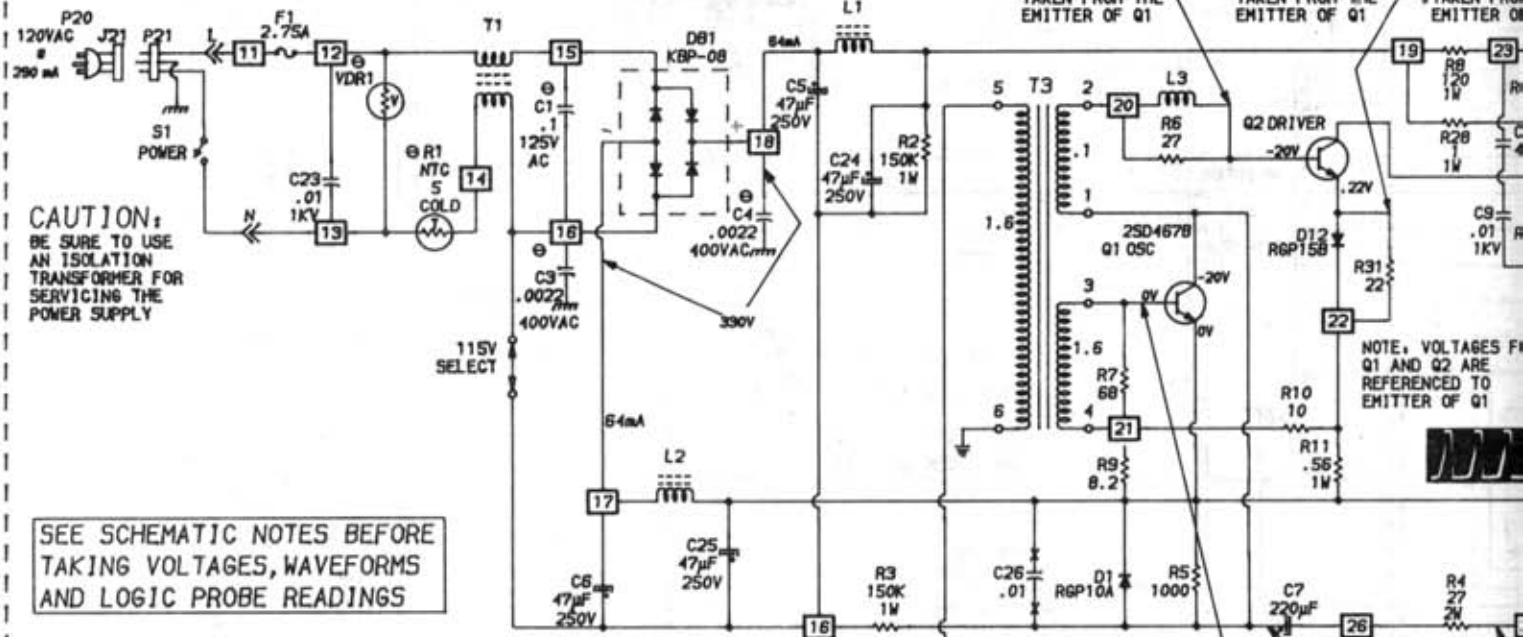 TAKEN FROM THE
EMITTER OF Q1
TAKEN FROM THE
EMITTER OF Q1
EMITTER OF
P20
120VAC
@
290 mA
J21
P21
L
11
F1
2.75A
12
VDR1
V
T1
15
DB1
KBP-08
64mA
L1
19
R8
120
1W
23
S1
POWER
N
C23
.01
1KV
13
R1
NTC
5
COLD
14
C1
.1
125V
AC
16
-
+
18
C5
47µF
250V
C24
47µF
250V
R2
150K
1W
5
T3
2
20
L3
R6
27
.1
1
1.6
Q2 DRIVER
-20V
.22V
R28
1
1W
C9
.01
1KV
CAUTION:
BE SURE TO USE
AN ISOLATION
TRANSFORMER FOR
SERVICING THE
POWER SUPPLY
C3
.0022
400VAC
C4
.0022
400VAC
330V
2SD467B
Q1 OSC
-20V
0V
0V
3
1.6
D12
RGP15B
R31
22
22
NOTE: VOLTAGES
Q1 AND Q2 ARE
REFERENCED TO
EMITTER OF Q1
115V
SELECT
64mA
6
4
R7
68
21
R10
10
R9
8.2
R11
.56
1W
L2
17
SEE SCHEMATIC NOTES BEFORE
TAKING VOLTAGES, WAVEFORMS
AND LOGIC PROBE READINGS
C6
47µF
250V
C25
47µF
250V
16
R3
150K
1W
C26
.01
D1
RGP10A
R5
1000
C7
220µF
26
R4
27
2W